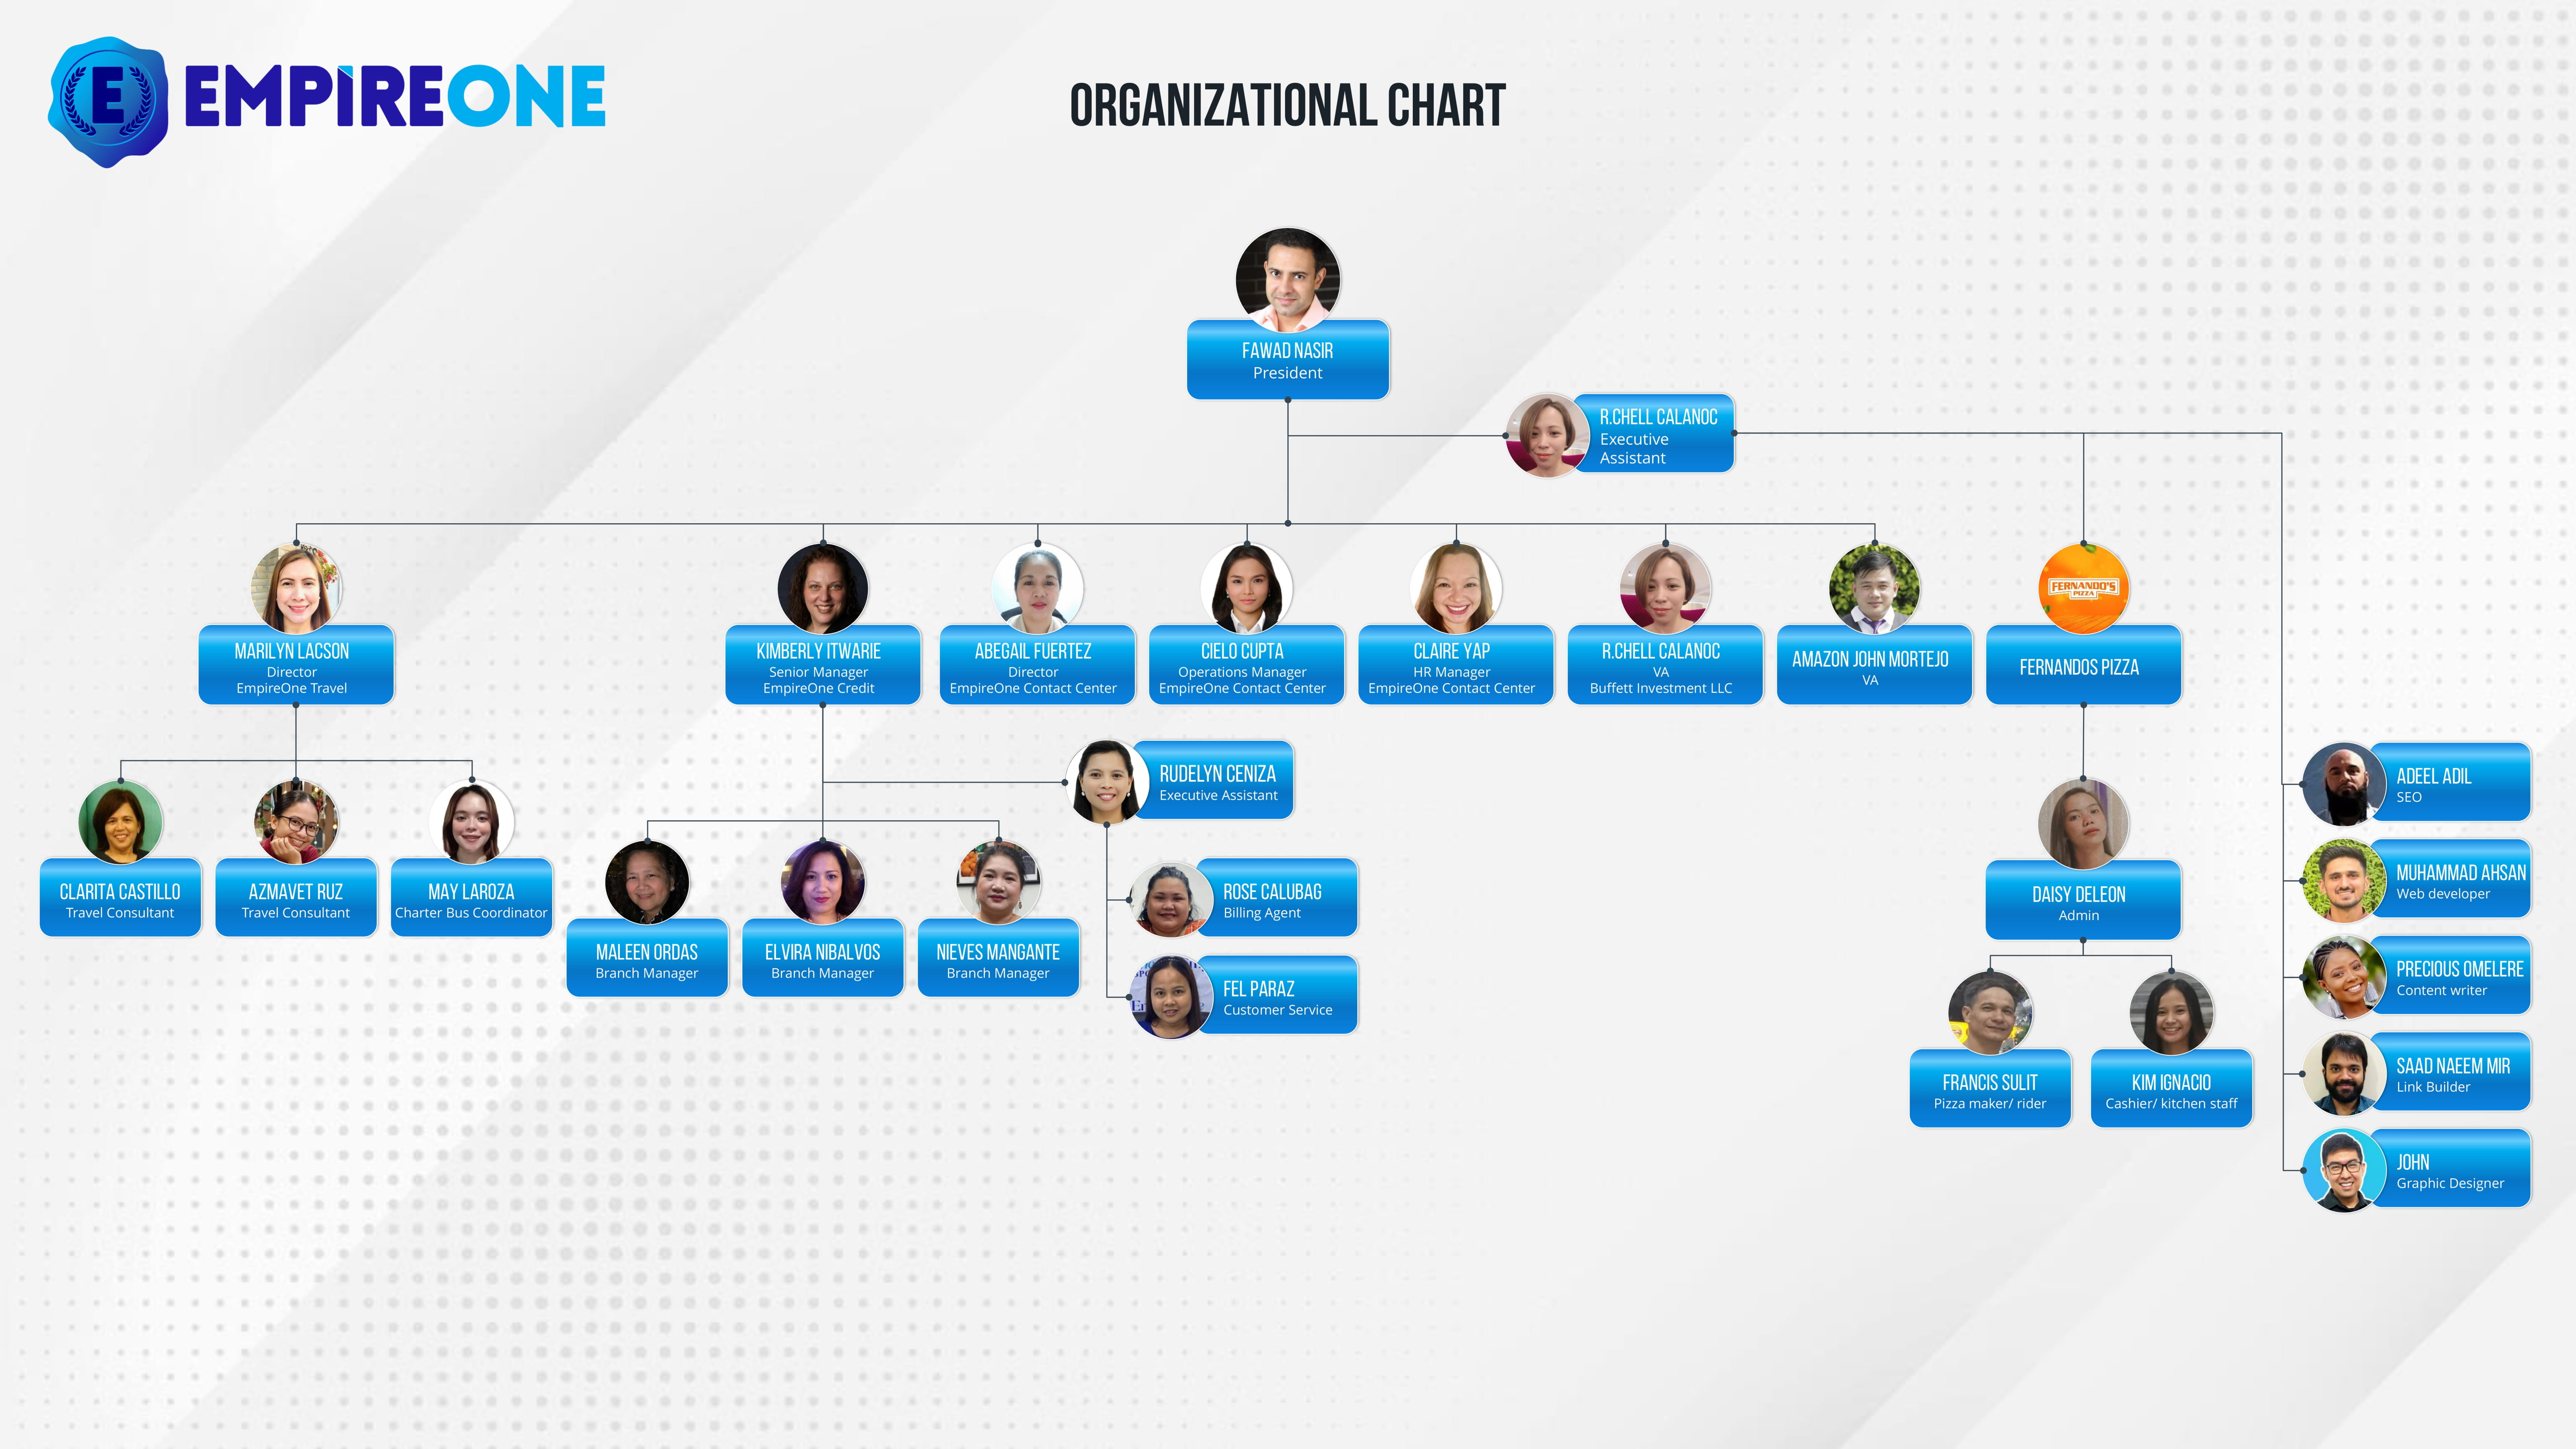 E
EMPIREONE
ORGANIZATIONAL CHART
FAWAD NASIR
President
R.CHELL CALANOC
Executive
Assistant
MARILYN LACSON
Director
EmpireOne Travel
KIMBERLY ITWARIE
Senior Manager
EmpireOne Credit
ABEGAIL FUERTEZ
Director
EmpireOne Contact Center
CIELO CUPTA
Operations Manager
EmpireOne Contact Center
CLAIRE YAP
HR Manager
EmpireOne Contact Center
R.CHELL CALANOC
VA
Buffett Investment LLC
AMAZON JOHN MORTEJO
VA
FERNANDO'S
PIZZA
FERNANDOS PIZZA
CLARITA CASTILLO
Travel Consultant
AZMAVET RUZ
Travel Consultant
MAY LAROZA
Charter Bus Coordinator
RUDELYN CENIZA
Executive Assistant
MALEEN ORDAS
Branch Manager
ELVIRA NIBALVOS
Branch Manager
NIEVES MANGANTE
Branch Manager
ROSE CALUBAG
Billing Agent
FEL PARAZ
Customer Service
DAISY DELEON
Admin
FRANCIS SULIT
Pizza maker/ rider
KIM IGNACIO
Cashier/ kitchen staff
ADEEL ADIL
SEO
MUHAMMAD AHSAN
Web developer
PRECIOUS OMELERE
Content writer
SAAD NAEEM MIR
Link Builder
JOHN
Graphic Designer